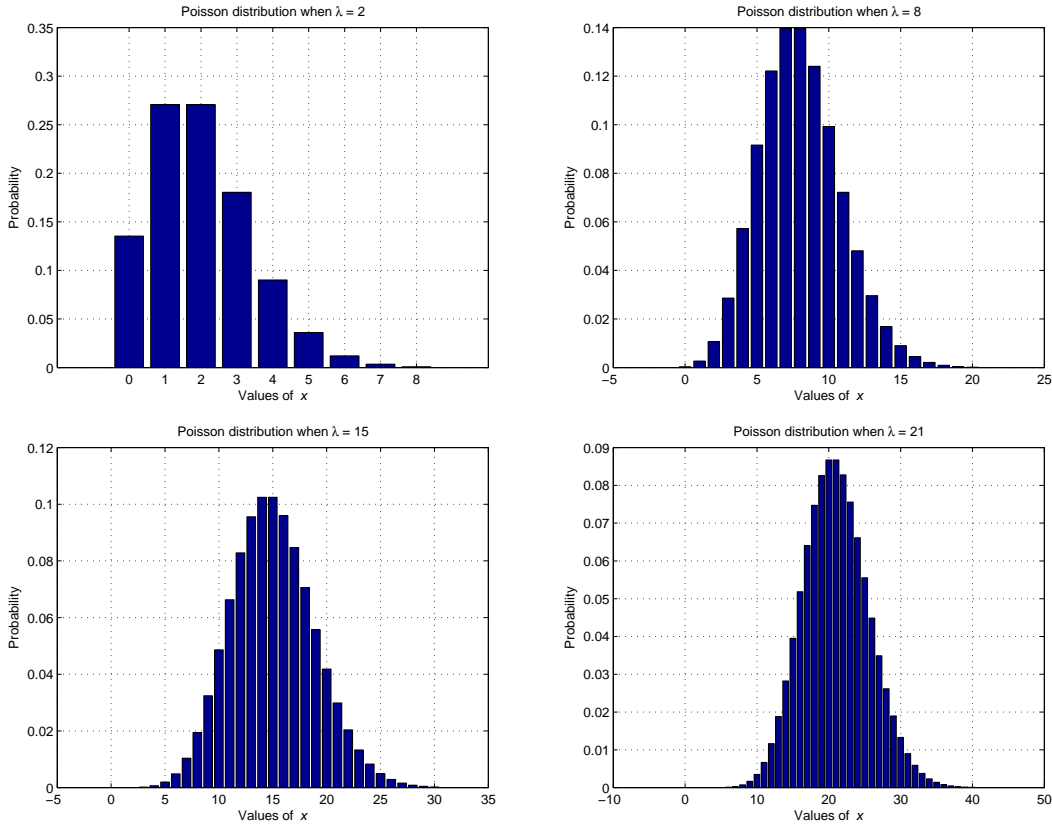 Poisson distribution when λ = 2
0.35
0.3
0.25
0.2
0.15
0.1
0.05
0
Probability
0 1 2 3 4 5 6 7 8
Values of x
Poisson distribution when λ = 8
0.14
0.12
0.1
0.08
0.06
0.04
0.02
0
Probability
−5 0 5 10 15 20 25
Values of x
Poisson distribution when λ = 15
0.12
0.1
0.08
0.06
0.04
0.02
0
Probability
−5 0 5 10 15 20 25 30 35
Values of x
Poisson distribution when λ = 21
0.09
0.08
0.07
0.06
0.05
0.04
0.03
0.02
0.01
0
Probability
−10 0 10 20 30 40 50
Values of x